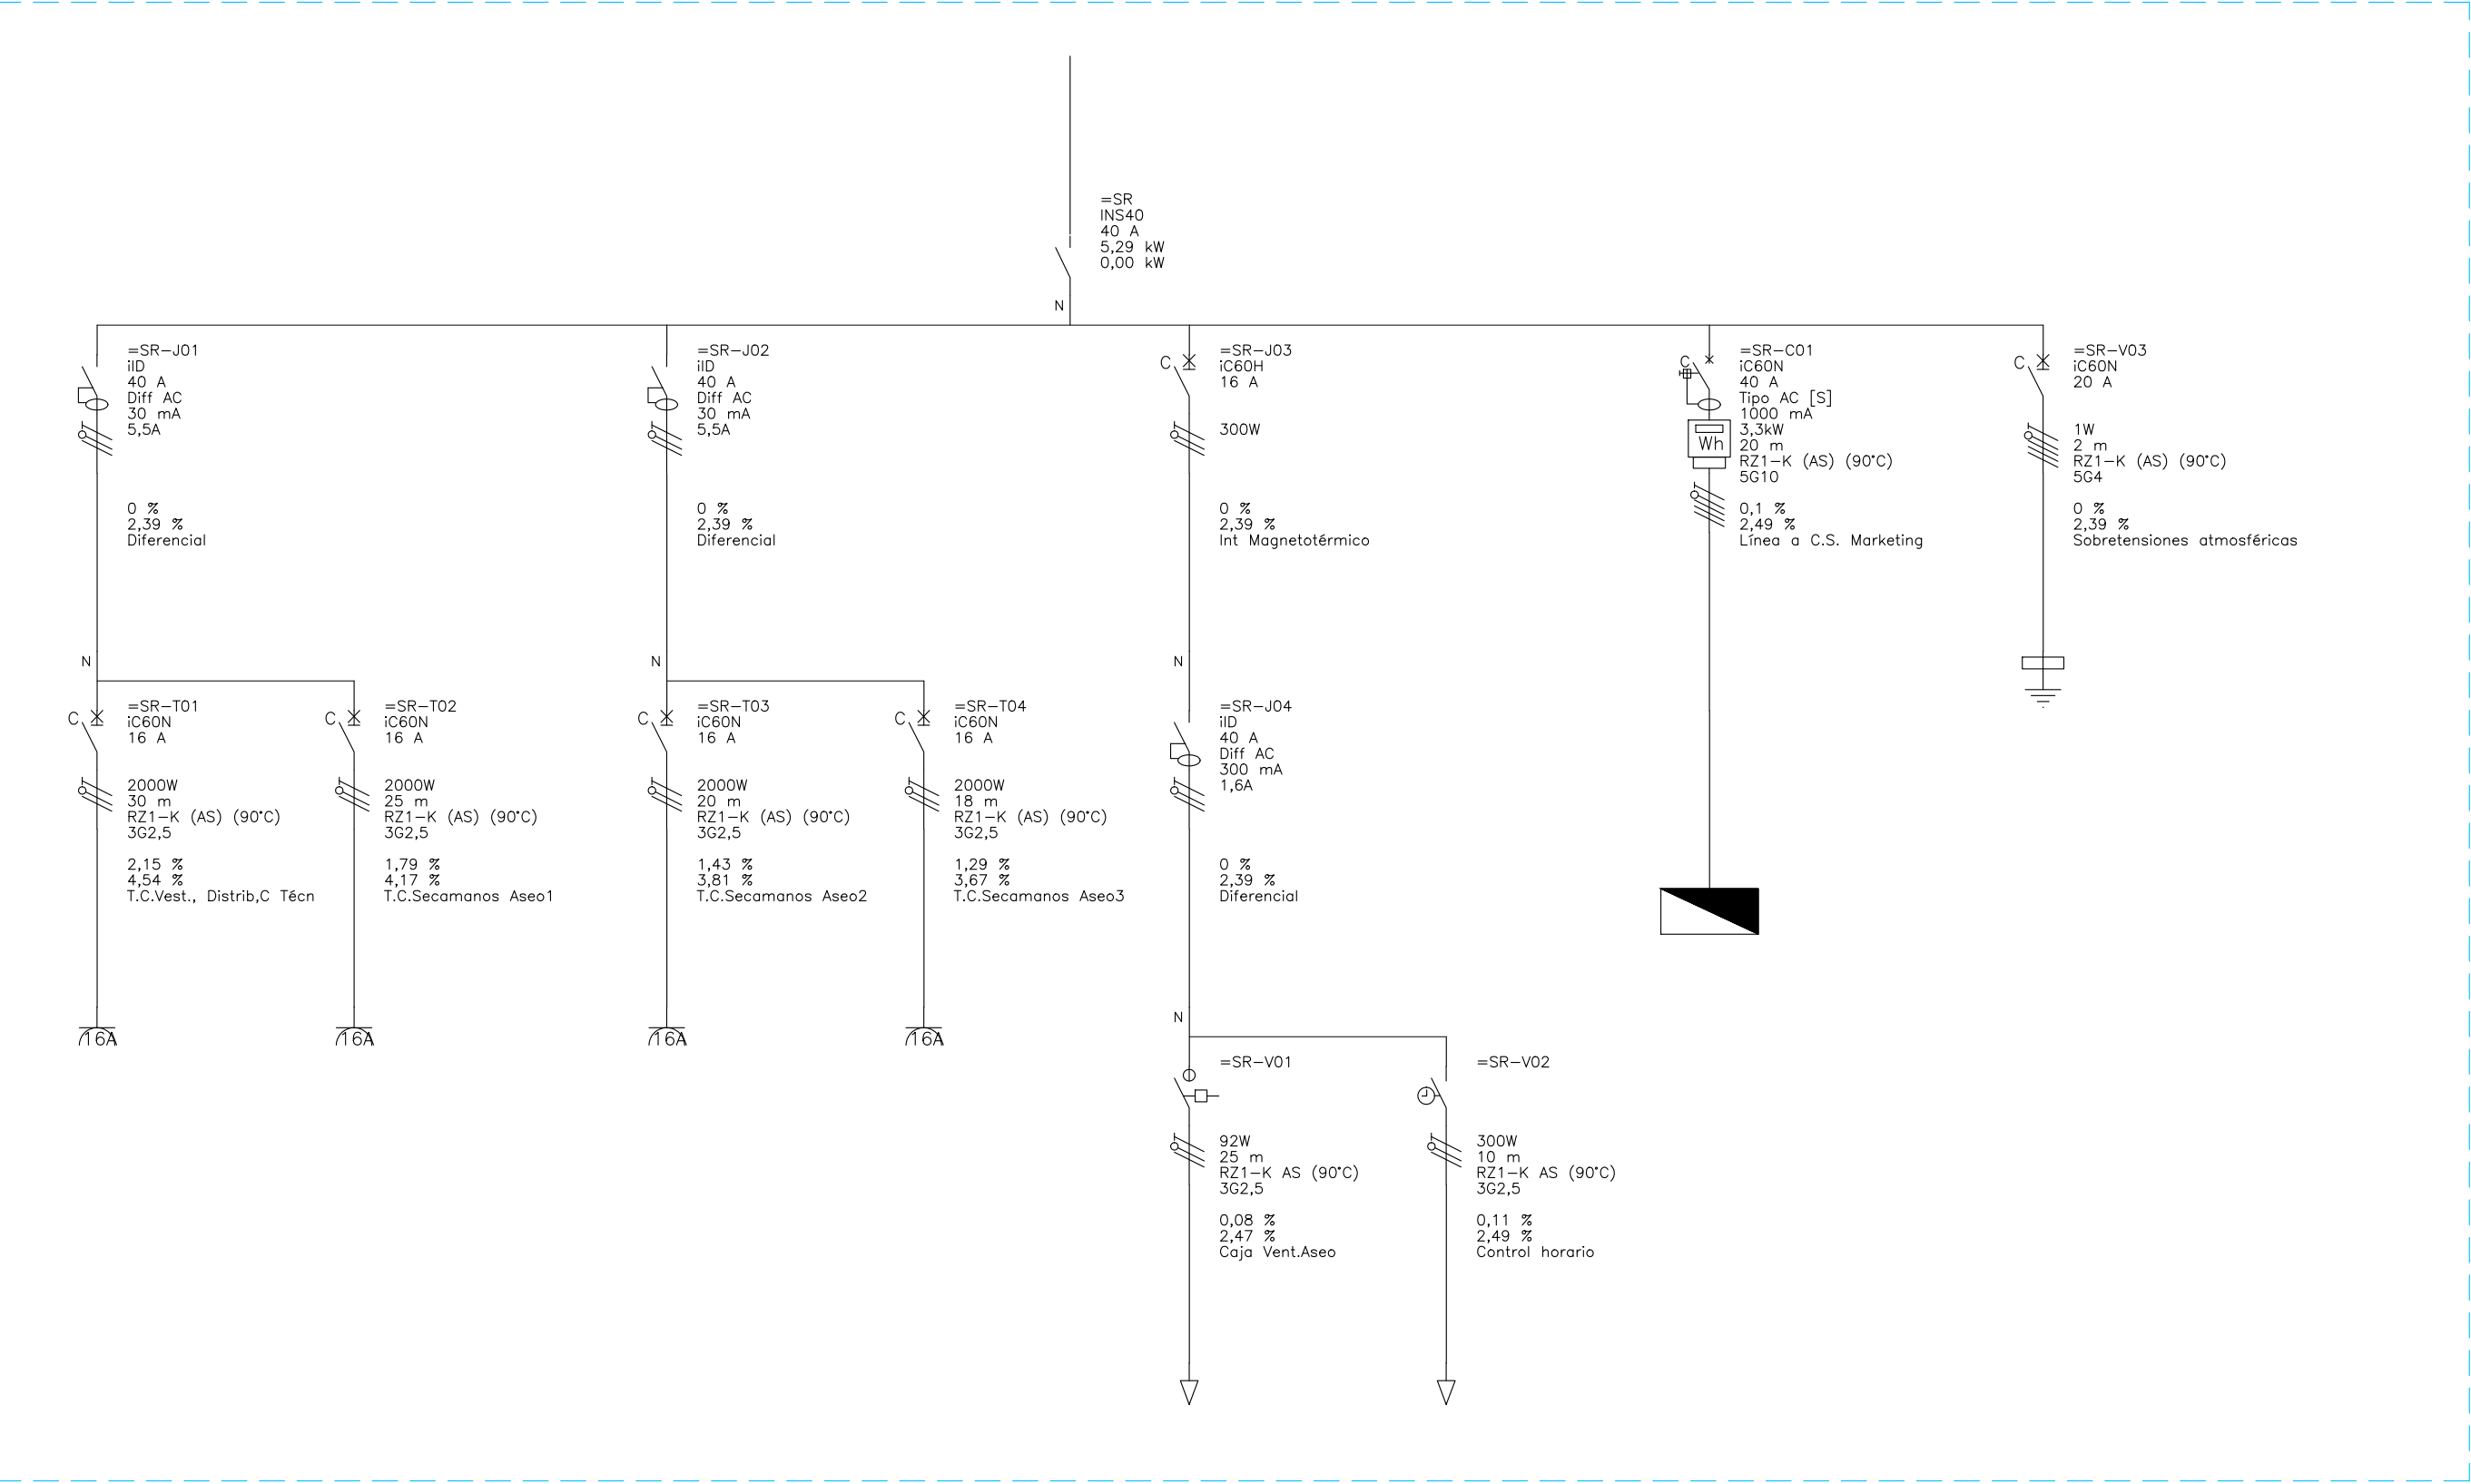 =SR
INS40
40 A
5,29 kW
0,00 kW
N
=SR-J01
iID
40 A
Diff AC
30 mA
5,5A
0 %
2,39 %
Diferencial
=SR-J02
iID
40 A
Diff AC
30 mA
5,5A
0 %
2,39 %
Diferencial
C
=SR-J03
iC60H
16 A
300W
0 %
2,39 %
Int Magnetotérmico
C
Wh
=SR-C01
iC60N
40 A
Tipo AC [S]
1000 mA
3,3kW
20 m
RZ1-K (AS) (90°C)
5G10
0,1 %
2,49 %
Línea a C.S. Marketing
C
=SR-V03
iC60N
20 A
1W
2 m
RZ1-K (AS) (90°C)
5G4
0 %
2,39 %
Sobretensiones atmosféricas
N
N
N
C
=SR-T01
iC60N
16 A
2000W
30 m
RZ1-K (AS) (90°C)
3G2,5
2,15 %
4,54 %
T.C.Vest., Distrib,C Técn
16A
C
=SR-T02
iC60N
16 A
2000W
25 m
RZ1-K (AS) (90°C)
3G2,5
1,79 %
4,17 %
T.C.Secamanos Aseo1
16A
C
=SR-T03
iC60N
16 A
2000W
20 m
RZ1-K (AS) (90°C)
3G2,5
1,43 %
3,81 %
T.C.Secamanos Aseo2
16A
C
=SR-T04
iC60N
16 A
2000W
18 m
RZ1-K (AS) (90°C)
3G2,5
1,29 %
3,67 %
T.C.Secamanos Aseo3
16A
=SR-J04
iID
40 A
Diff AC
300 mA
1,6A
0 %
2,39 %
Diferencial
N
=SR-V01
92W
25 m
RZ1-K AS (90°C)
3G2,5
0,08 %
2,47 %
Caja Vent.Aseo
=SR-V02
300W
10 m
RZ1-K AS (90°C)
3G2,5
0,11 %
2,49 %
Control horario